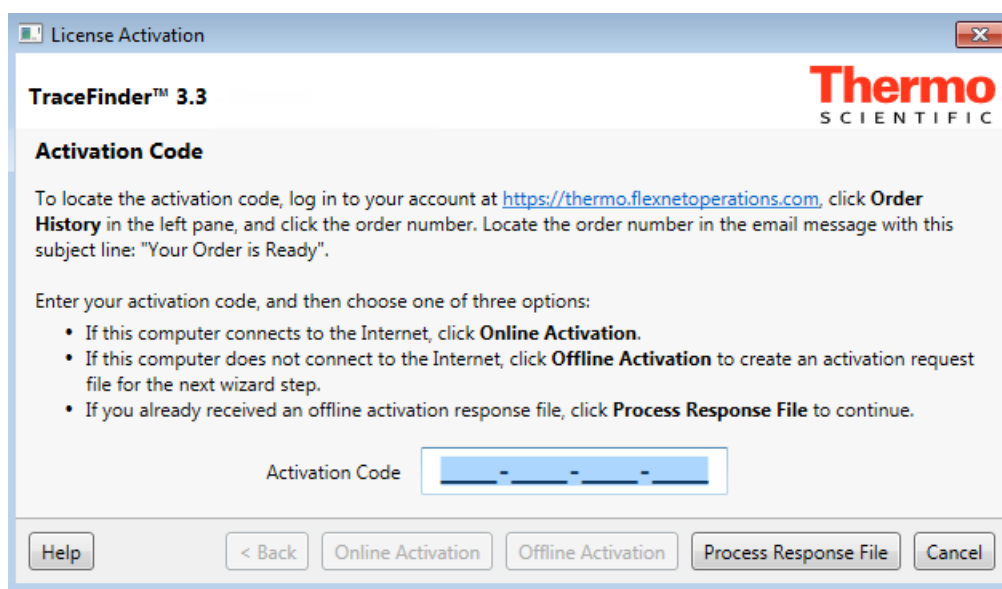 License Activation
TraceFinder™ 3.3
Thermo
SCIENTIFIC
Activation Code
To locate the activation code, log in to your account at https://thermo.flexnetoperations.com, click Order
History in the left pane, and click the order number. Locate the order number in the email message with this
subject line: "Your Order is Ready".
Enter your activation code, and then choose one of three options:
• If this computer connects to the Internet, click Online Activation.
• If this computer does not connect to the Internet, click Offline Activation to create an activation request
file for the next wizard step.
• If you already received an offline activation response file, click Process Response File to continue.
Activation Code ____-____-____-____
Help < Back Online Activation Offline Activation Process Response File Cancel